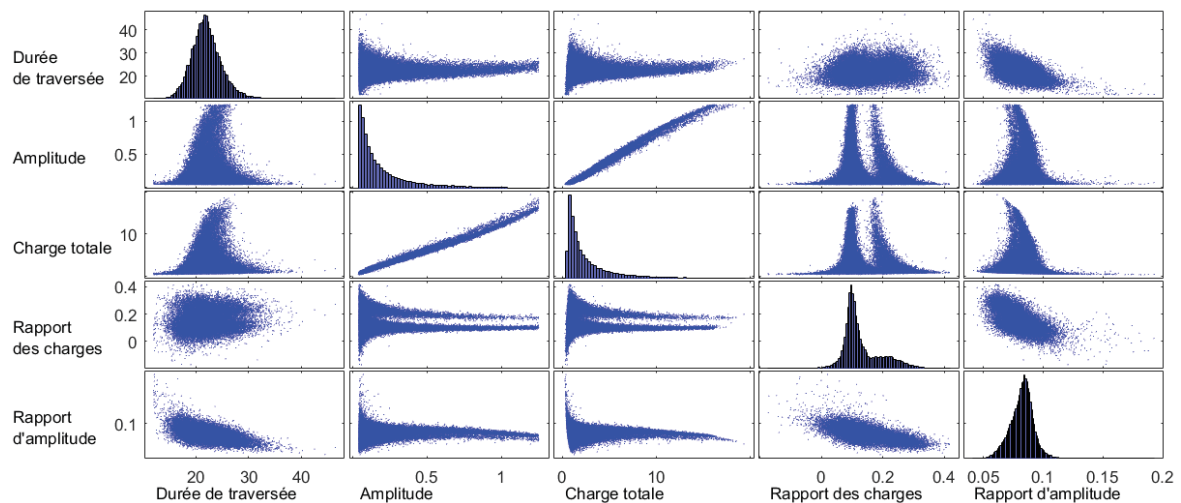 40
30
20
Durée
de traversée
1
0.5
Amplitude
10
Charge totale
0.4
0.2
0
Rapport
des charges
0.1
Rapport
d'amplitude
20 30 40 0.5 1 10 0 0.2 0.4 0.05 0.1 0.15 0.2
Durée de traversée Amplitude Charge totale Rapport des charges Rapport d'amplitude